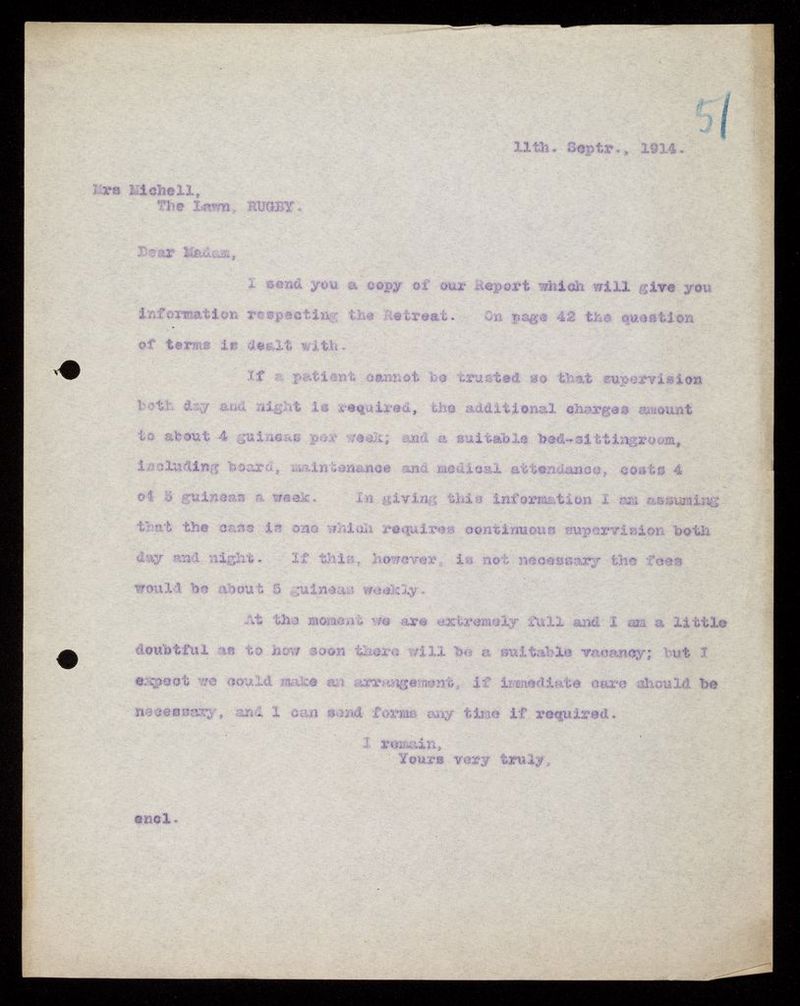 51
11th. Septr., 1914.
Mrs Michell,
The Lawn, RUGBY.
Dear Madam,
I send you a copy of our Report which will give you
information respecting the Retreat. On page 42 the question
of terms is dealt with.
If a patient cannot be trusted so that supervision
both day and night is required, the additional charges amount
to about 4 guineas per week; and a suitable bed-sittingroom,
including board, maintenance and medical attendance, costs 4
o4 5 guineas a week. In giving this information I am assuming
that the case is one which requires continuous supervision both
day and night. If this, however, is not necessary the fees
would be about 5 guineas weekly.
At the moment we are extremely full and I am a little
doubtful as to how soon there will be a suitable vacancy; but I
expect we could make an arrangement, if immediate care should be
necessary, and I can send forms any time if required.
I remain,
Yours very truly,
encl.